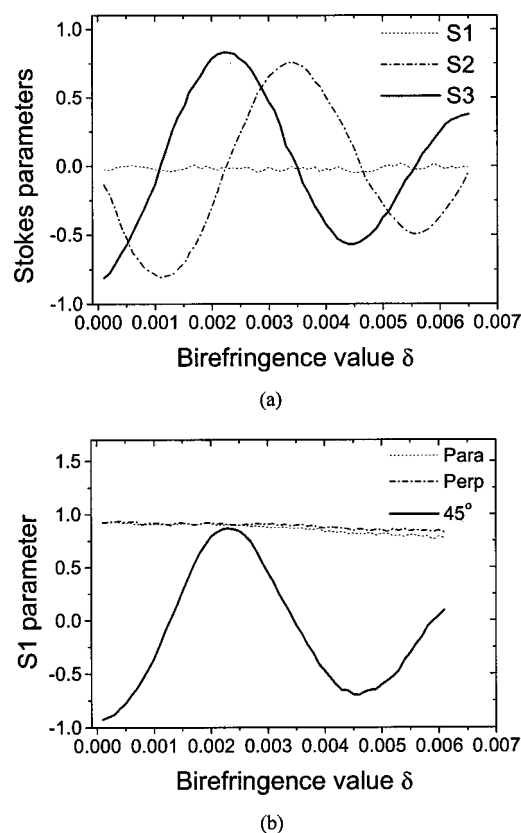 1.0
0.5
0.0
-0.5
-1.0
Stokes parameters
S1
S2
S3
0.000 0.001 0.002 0.003 0.004 0.005 0.006 0.007
Birefringence value δ
(a)
1.5
1.0
0.5
0.0
-0.5
-1.0
S1 parameter
Para
Perp
45°
0.000 0.001 0.002 0.003 0.004 0.005 0.006 0.007
Birefringence value δ
(b)